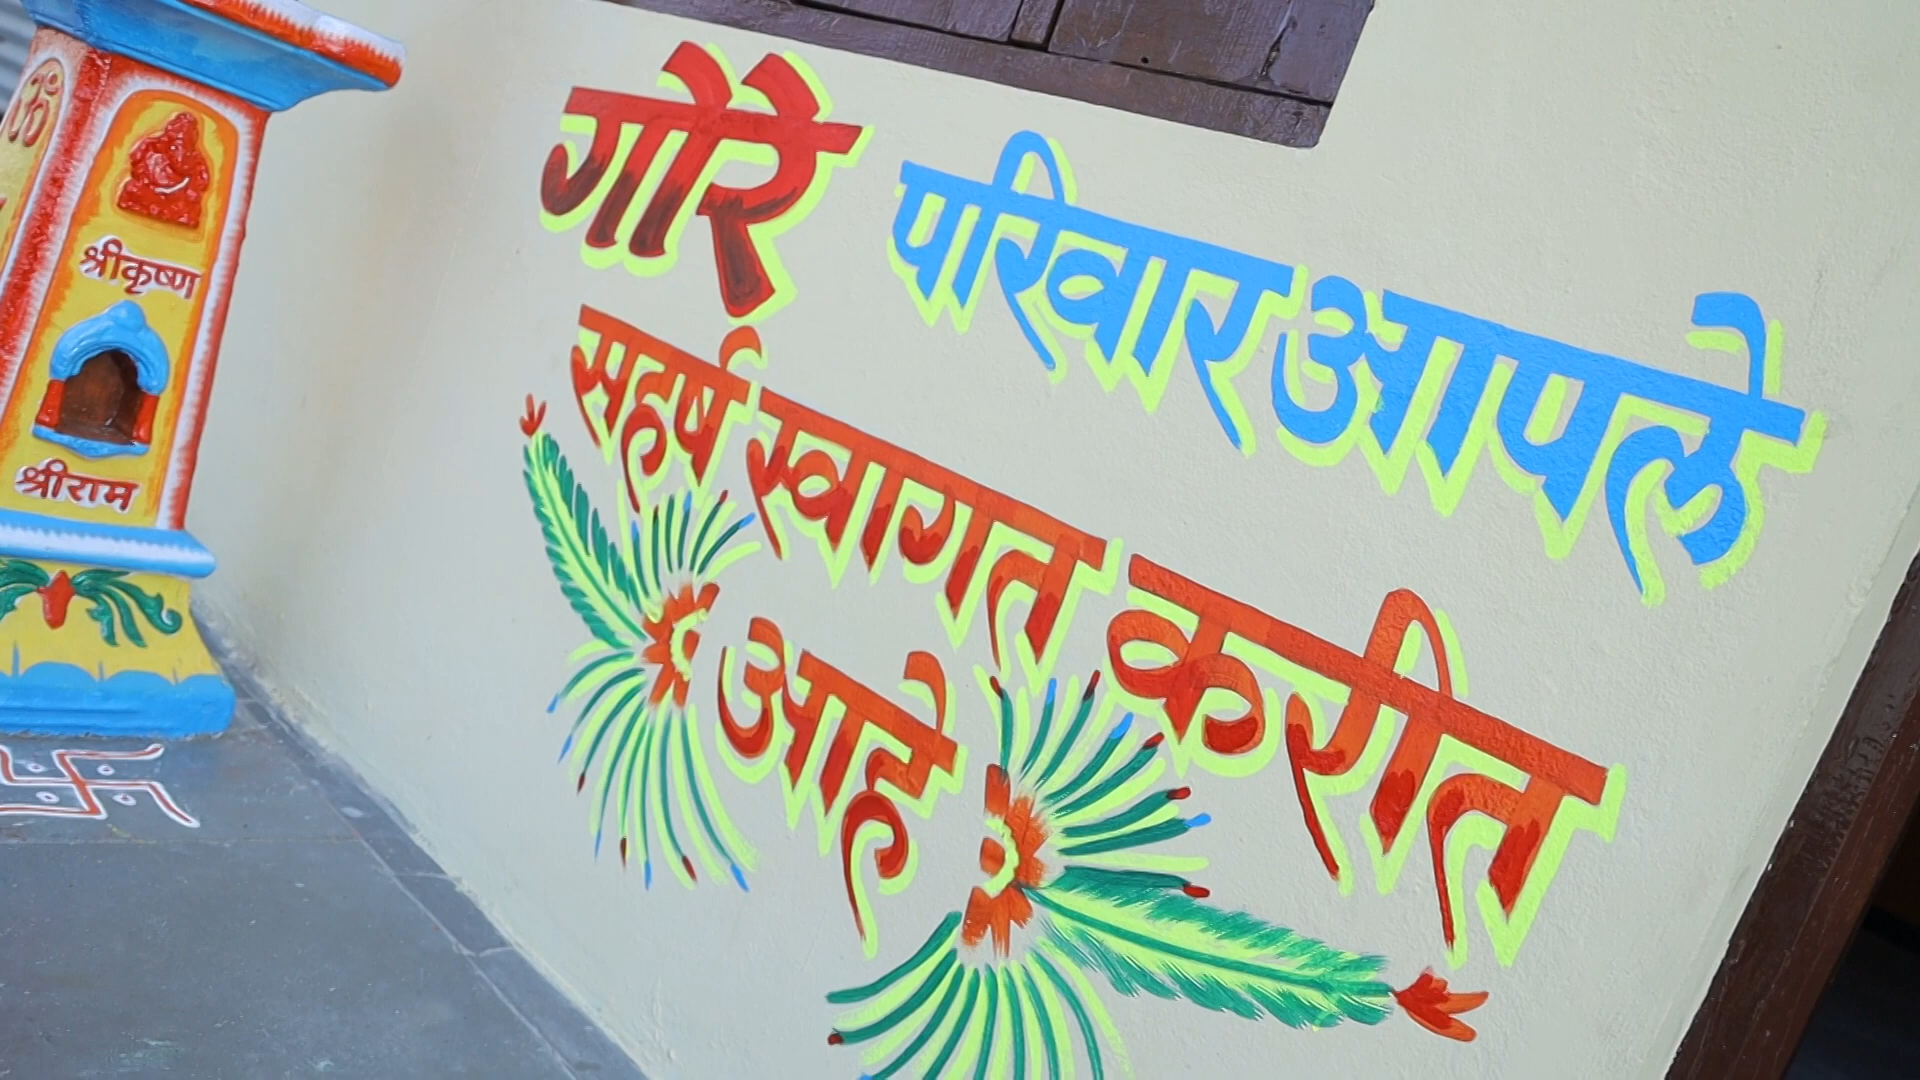 ॐ
श्रीकृष्ण
श्रीराम
गोरे परिवार आपले
सहर्ष स्वागत करीत
आहे